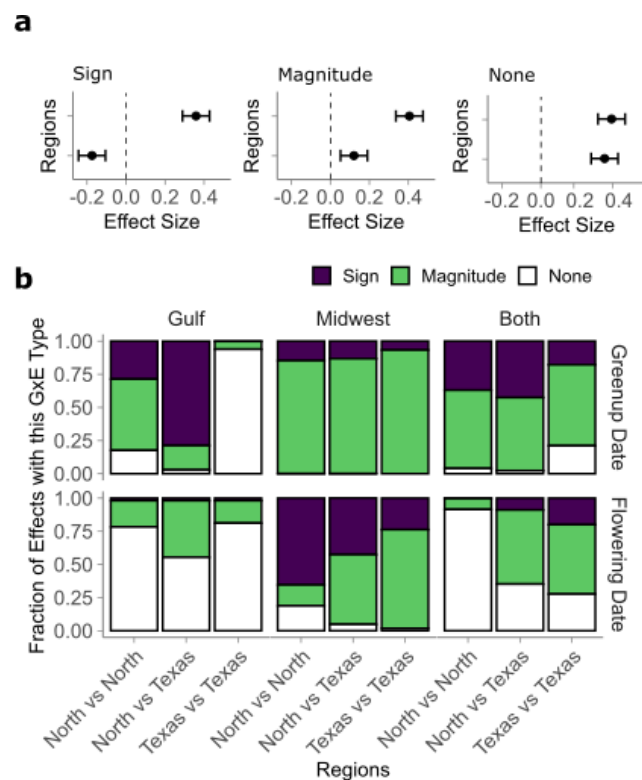 a
Sign
Magnitude
None
Regions
Regions
Regions
-0.2 0.0 0.2 0.4
-0.2 0.0 0.2 0.4
-0.2 0.0 0.2 0.4
Effect Size
Effect Size
Effect Size
b
Sign Magnitude None
Gulf Midwest Both
Fraction of Effects with this GxE Type
1.00
0.75
0.50
0.25
0.00
Greenup Date
1.00
0.75
0.50
0.25
0.00
Flowering Date
North vs North
North vs Texas
Texas vs Texas
North vs North
North vs Texas
Texas vs Texas
North vs North
North vs Texas
Texas vs Texas
Regions